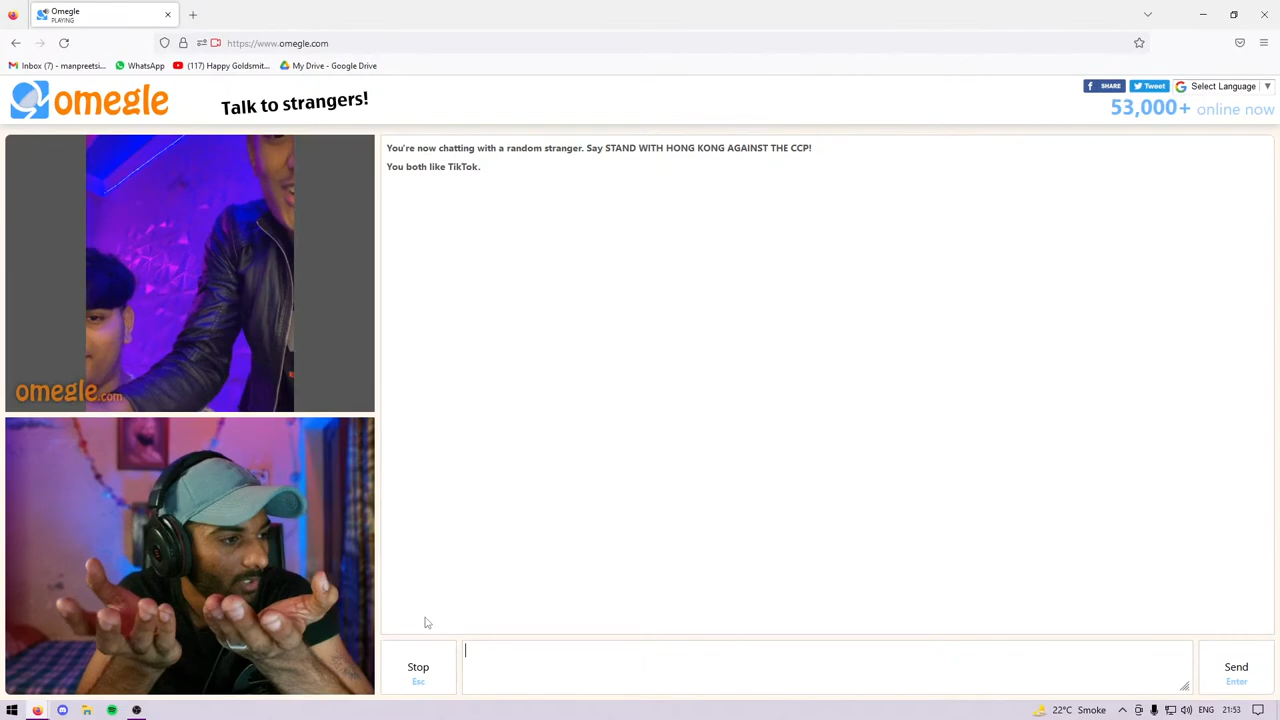 Omegle
PLAYING
https://www.omegle.com
Inbox (7) - manpreetsi...
WhatsApp
(117) Happy Goldsmit...
My Drive - Google Drive
omegle
Talk to strangers!
SHARE
Tweet
Select Language
53,000+ online now
You're now chatting with a random stranger. Say STAND WITH HONG KONG AGAINST THE CCP!
You both like TikTok.
omegle.com
Stop
Esc
Send
Enter
22°C Smoke
ENG
21:53